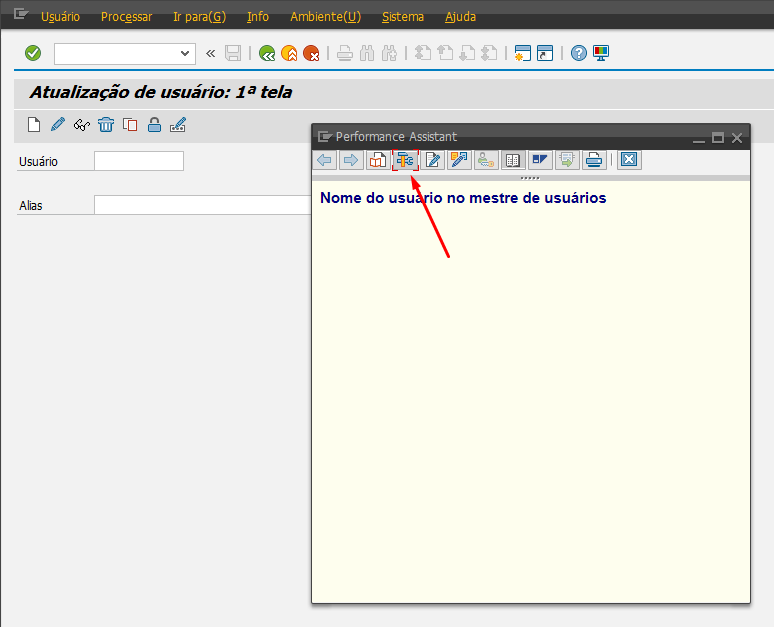 Usuário Processar Ir para(G) Info Ambiente(U) Sistema Ajuda
Atualização de usuário: 1ª tela
Performance Assistant
Usuário
Nome do usuário no mestre de usuários
Alias